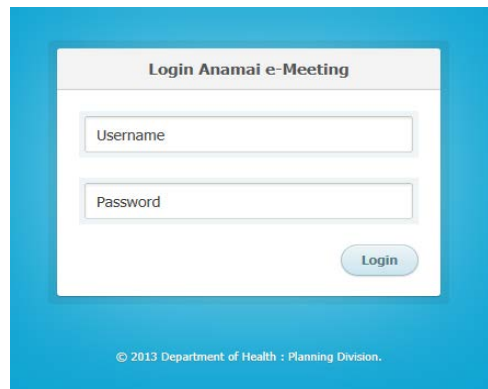 Login Anamai e-Meeting
Username
Password
Login
© 2013 Department of Health : Planning Division.